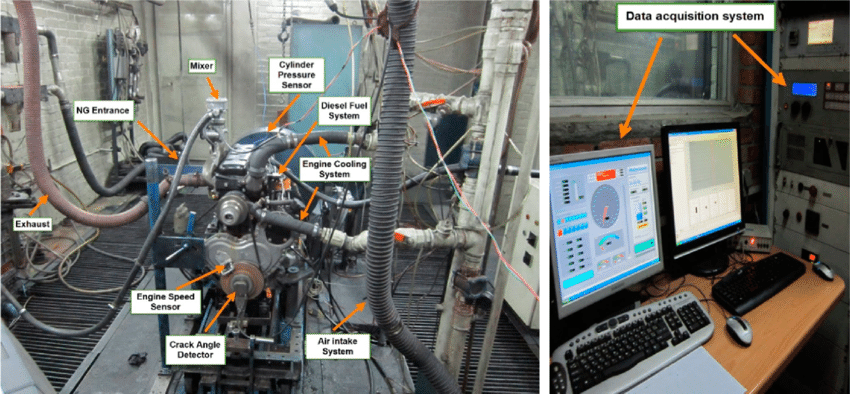 Data acquisition system
Cylinder
Pressure
Sensor
Mixer
Diesel Fuel
System
NG Entrance
Engine Cooling
System
Exhaust
Engine Speed
Sensor
Crack Angle
Detector
Air intake
System